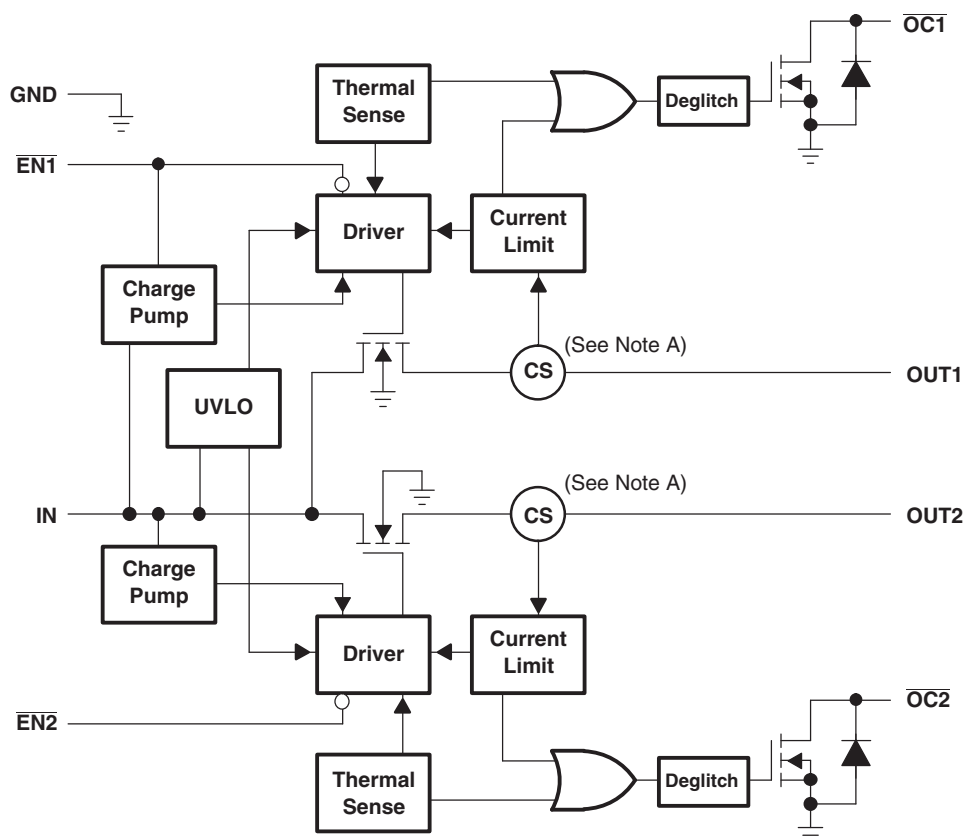 OC1
Thermal
Sense
Deglitch
GND
EN1
Driver
Current
Limit
Charge
Pump
(See Note A)
CS
OUT1
UVLO
(See Note A)
IN
CS
OUT2
Charge
Pump
Driver
Current
Limit
EN2
OC2
Thermal
Sense
Deglitch